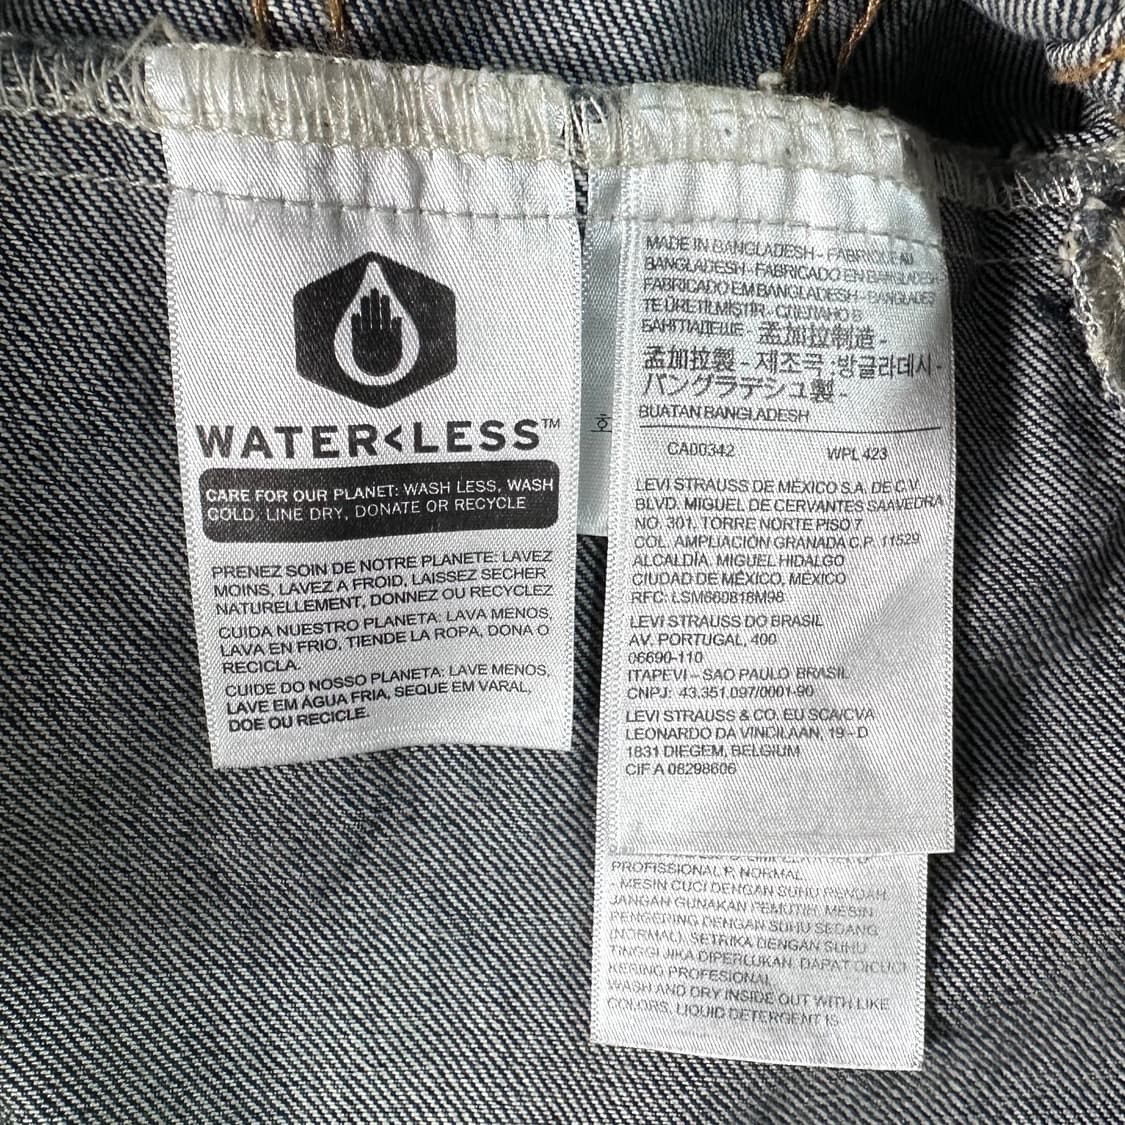 WATER<LESS™
CARE FOR OUR PLANET: WASH LESS, WASH
COLD, LINE DRY, DONATE OR RECYCLE
PRENEZ SOIN DE NOTRE PLANETE: LAVEZ
MOINS, LAVEZ A FROID, LAISSEZ SECHER
NATURELLEMENT, DONNEZ OU RECYCLEZ
CUIDA NUESTRO PLANETA: LAVA MENOS,
LAVA EN FRIO, TIENDE LA ROPA, DONA O
RECICLA.
CUIDE DO NOSSO PLANETA: LAVE MENOS,
LAVE EM ÁGUA FRIA, SEQUE EM VARAL,
DOE OU RECICLE.
MADE IN BANGLADESH - FABRIQUE AU
BANGLADESH - FABRICADO EN BANGLADESH -
FABRICADO EM BANGLADESH - BANGLADEŞ
TE ÜRETİLMİŞTİR - СДЕЛАНО В
БАНГЛАДЕШЕ - 孟加拉制造 -
孟加拉製 - 제조국 :방글라데시 -
バングラデシュ製 -
BUATAN BANGLADESH
CA00342 WPL 423
LEVI STRAUSS DE MEXICO S.A. DE C.V.
BLVD. MIGUEL DE CERVANTES SAAVEDRA
NO. 301, TORRE NORTE PISO 7
COL. AMPLIACIÓN GRANADA C.P. 11529
ALCALDÍA. MIGUEL HIDALGO
CIUDAD DE MÉXICO, MEXICO
RFC: LSM660818M98
LEVI STRAUSS DO BRASIL
AV. PORTUGAL, 400
06690-110
ITAPEVI - SAO PAULO BRASIL
CNPJ: 43.351.097/0001-90
LEVI STRAUSS & CO. EU SCA/CVA
LEONARDO DA VINCILAAN, 19 - D
1831 DIEGEM, BELGIUM
CIF A 08298606
PROFISSIONAL P, NORMAL
- MESIN CUCI DENGAN SUHU RENDAH,
JANGAH GUNAKAN PEMUTIH, MESIN
PENGERING DENGAN SUHU SEDANG
(NORMAL), SETRIKA DENGAN SUHU
TINGGI JIKA DIPERLUKAN, DAPAT DICUCI
KERING PROFESIONAL
WASH AND DRY INSIDE OUT WITH LIKE
COLORS, LIQUID DETERGENT IS